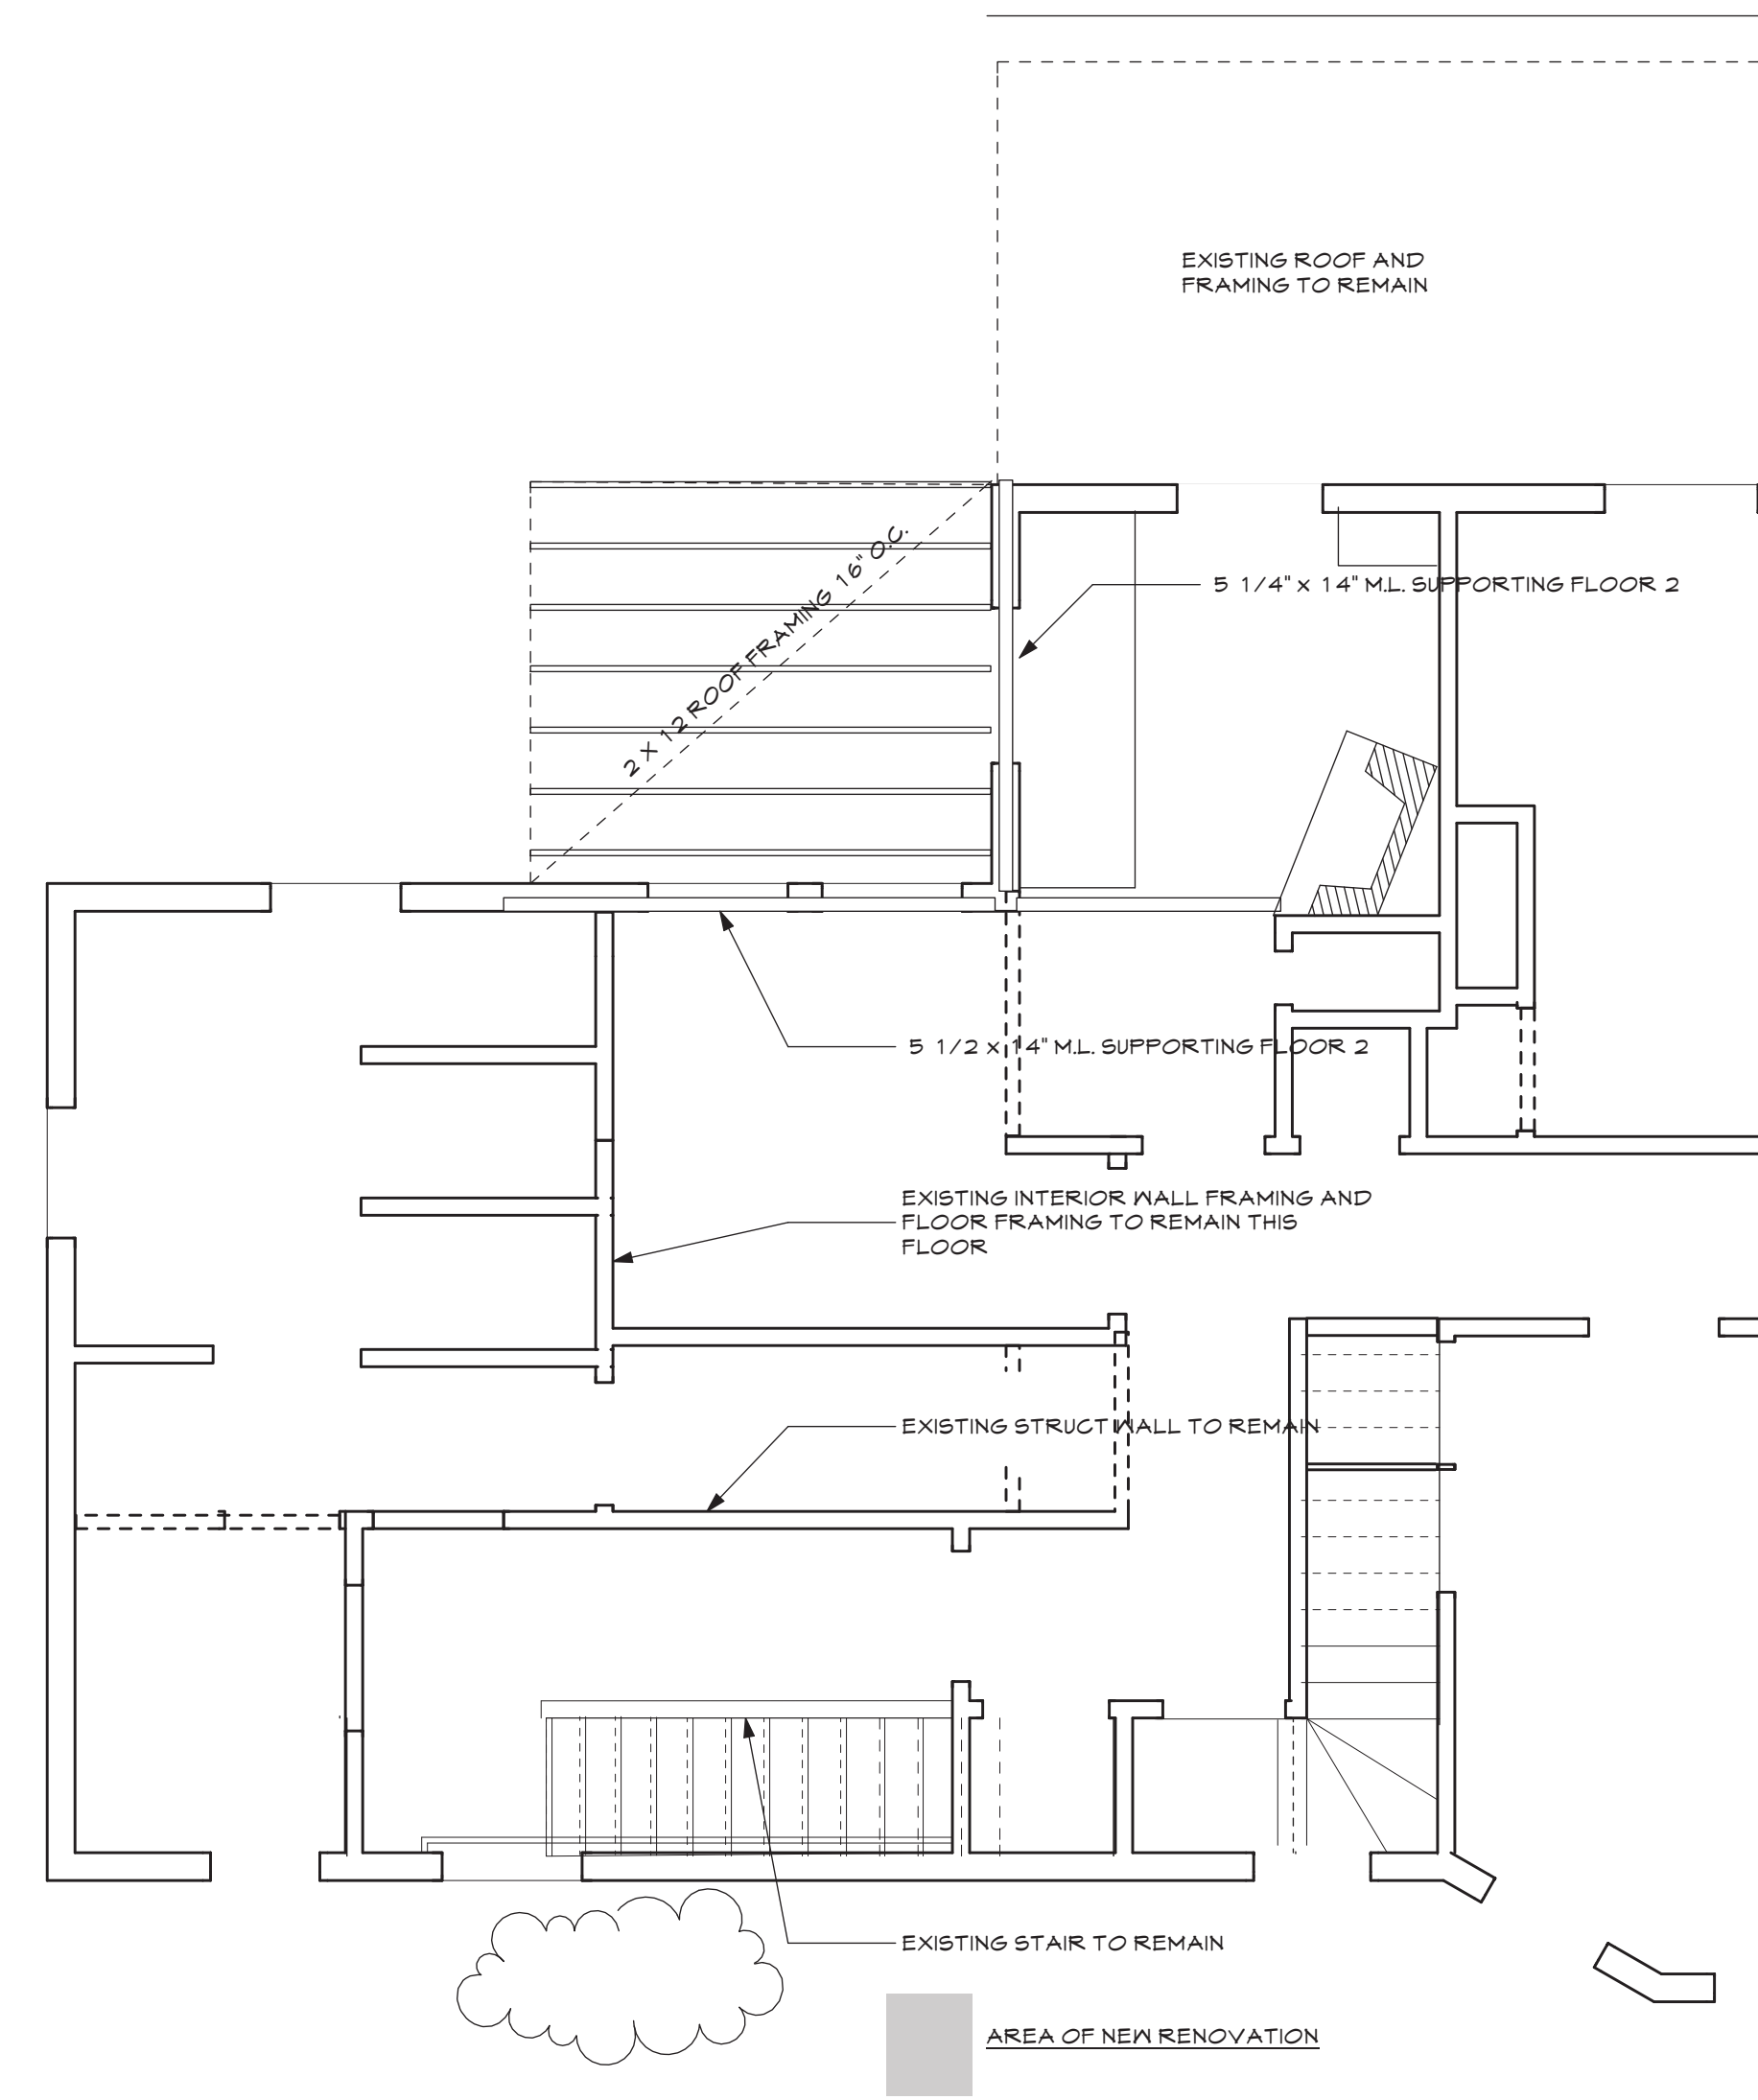 EXISTING ROOF AND
FRAMING TO REMAIN
2 X 12 ROOF FRAMING 16" O.C.
5 1/4" x 14" M.L. SUPPORTING FLOOR 2
5 1/2 x 14" M.L. SUPPORTING FLOOR 2
EXISTING INTERIOR WALL FRAMING AND
FLOOR FRAMING TO REMAIN THIS
FLOOR
EXISTING STRUCT WALL TO REMAIN
EXISTING STAIR TO REMAIN
AREA OF NEW RENOVATION